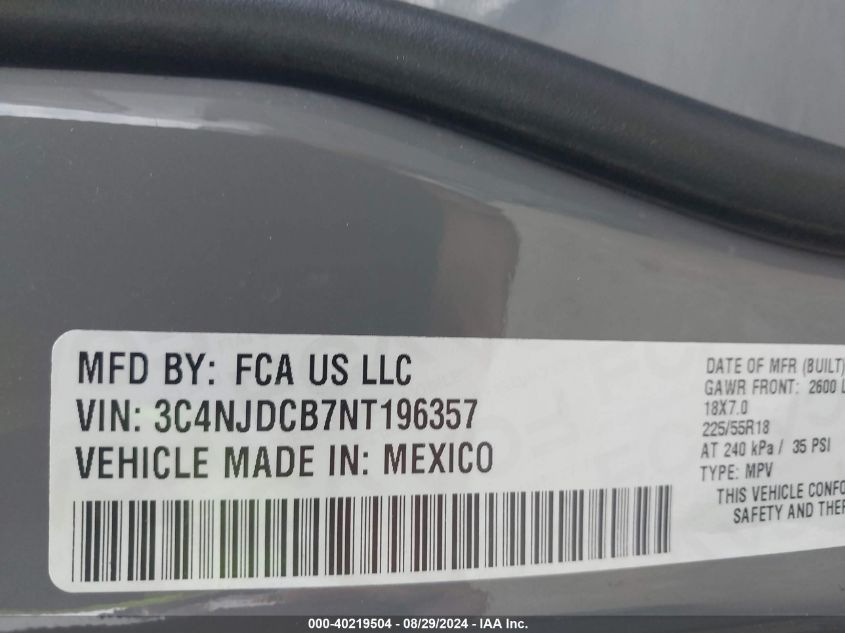 MFD BY: FCA US LLC
VIN: 3C4NJDCB7NT196357
VEHICLE MADE IN: MEXICO
DATE OF MFR (BUILT)
GAWR FRONT: 2600 L
18X7.0
225/55R18
AT 240 kPa / 35 PSI
TYPE: MPV
THIS VEHICLE CONFO
SAFETY AND THEF
000-40219504 - 08/29/2024 - IAA Inc.